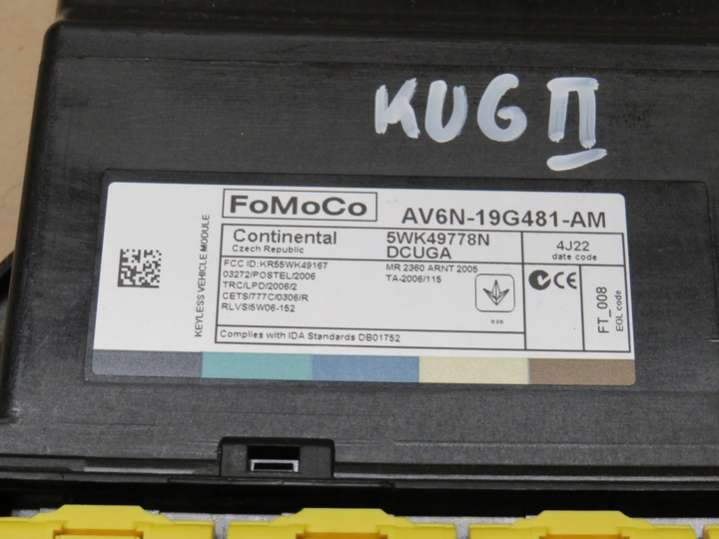 KUG II
FoMoCo AV6N-19G481-AM
Continental 5WK49778N 4J22
Czech Republic DCUGA date code
KEYLESS VEHICLE MODULE
FCC ID: KR55WK49167 MR 2360 ARNT 2005
03272/POSTEL/2006 TA-2006/115
TRC/LPD/2006/2
CETS/777C/0306/R
RLVSI5W06-152
Complies with IDA Standards DB01752
CE
FT_008
EOL code